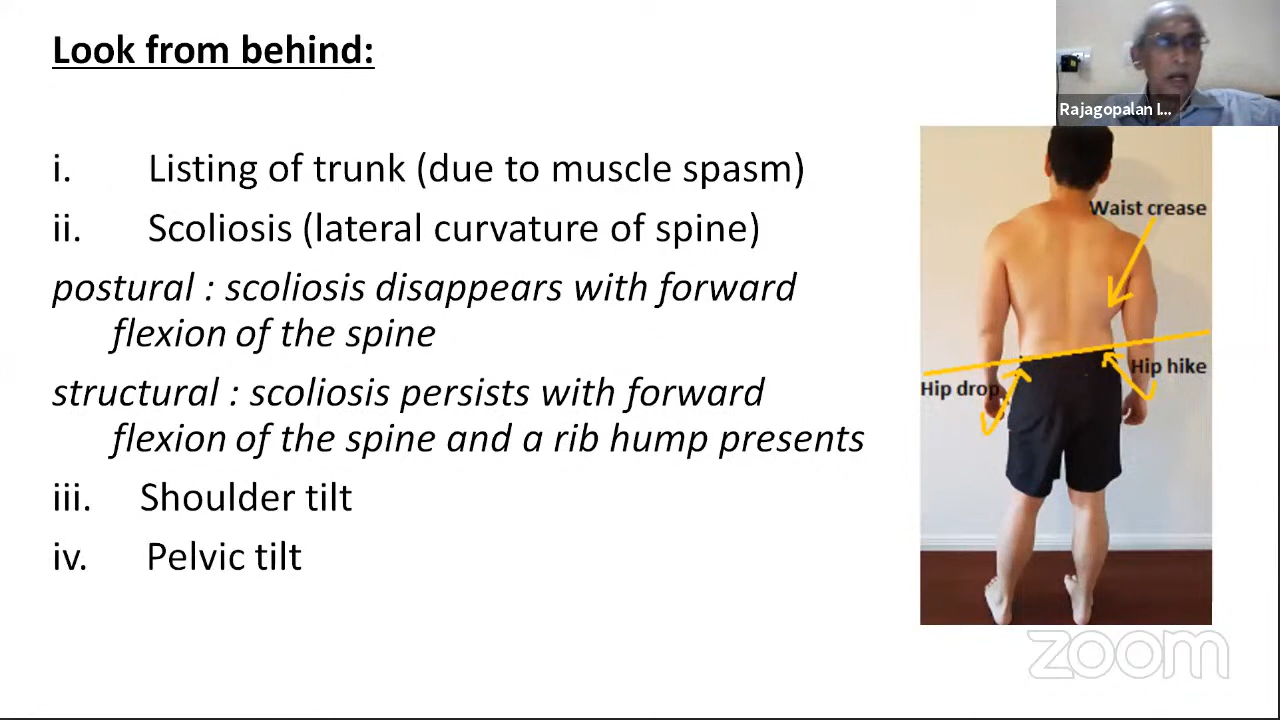 Look from behind:
Rajagopalan I...
i. Listing of trunk (due to muscle spasm)
ii. Scoliosis (lateral curvature of spine)
postural : scoliosis disappears with forward
flexion of the spine
structural : scoliosis persists with forward
flexion of the spine and a rib hump presents
iii. Shoulder tilt
iv. Pelvic tilt
Waist crease
Hip hike
Hip drop
zoom